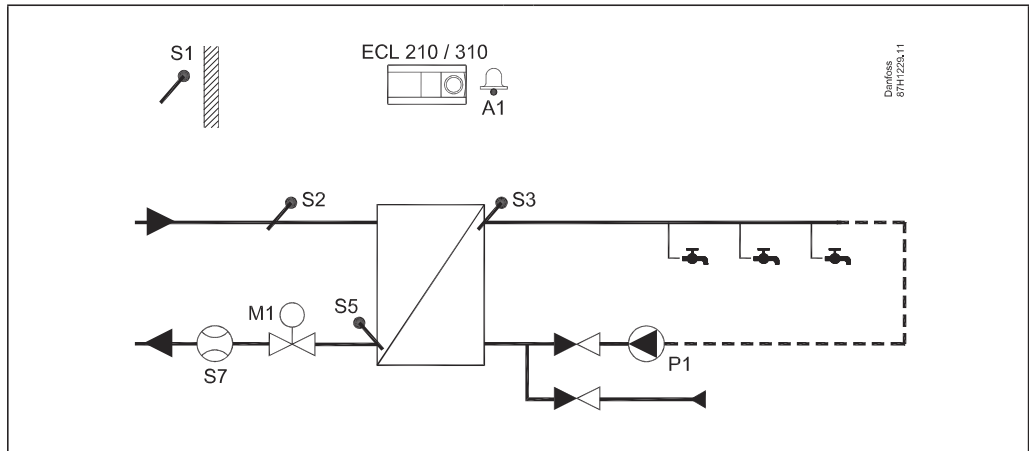 S1
ECL 210 / 310
A1
Danfoss
87H1229.11
S2
S3
M1
S5
S7
P1